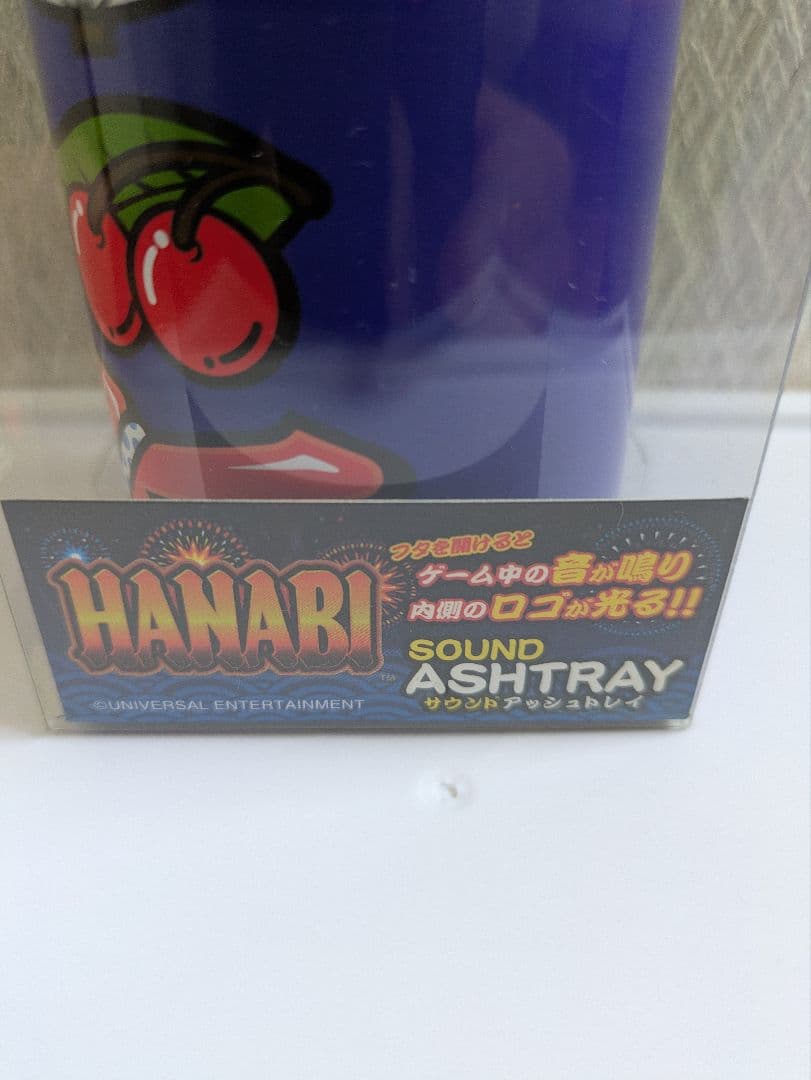 HANABI
TM
©UNIVERSAL ENTERTAINMENT
フタを開けると
ゲーム中の音が鳴り
内側のロゴが光る!!
SOUND
ASHTRAY
サウンドアッシュトレイ